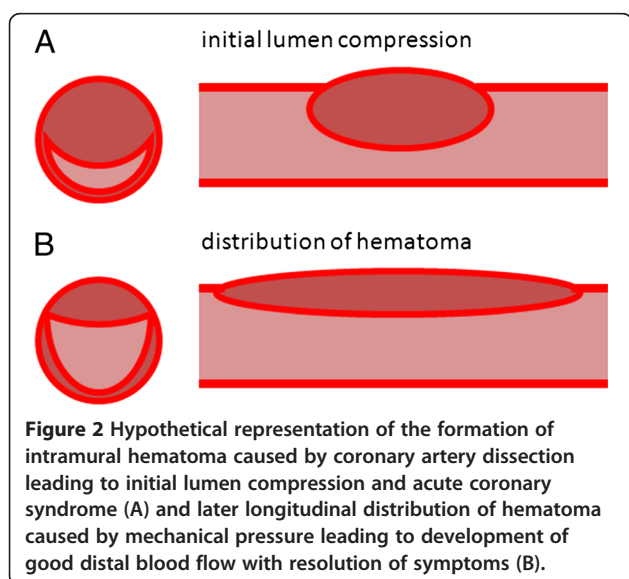 A
initial lumen compression
B
distribution of hematoma
Figure 2 Hypothetical representation of the formation of
intramural hematoma caused by coronary artery dissection
leading to initial lumen compression and acute coronary
syndrome (A) and later longitudinal distribution of hematoma
caused by mechanical pressure leading to development of
good distal blood flow with resolution of symptoms (B).